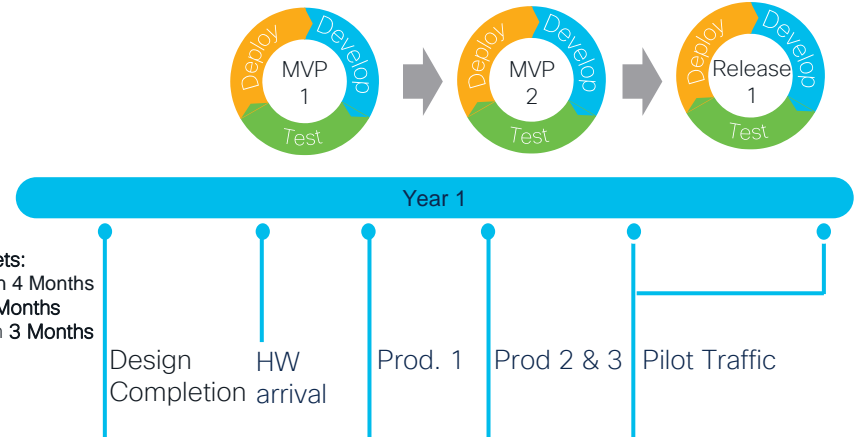 Deploy
Develop
Test
MVP
1
Deploy
Develop
Test
MVP
2
Deploy
Develop
Test
Release
1
Year 1
ets:
n 4 Months
Months
n 3 Months
Design
Completion
HW
arrival
Prod. 1
Prod 2 & 3
Pilot Traffic